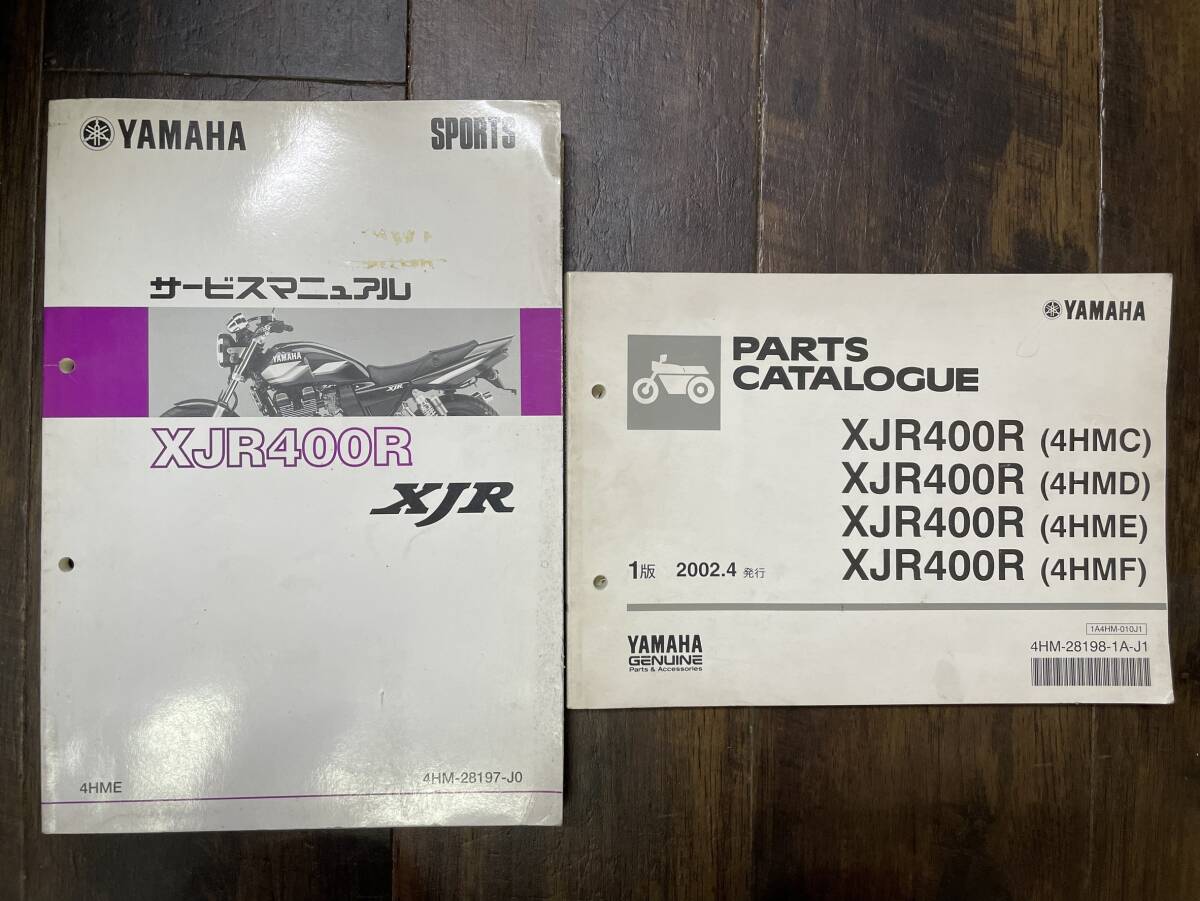 YAMAHA SPORTS
サービスマニュアル
YAMAHA
XJR
XJR400R
XJR
4HME 4HM-28197-J0
YAMAHA
PARTS
CATALOGUE
XJR400R (4HMC)
XJR400R (4HMD)
XJR400R (4HME)
XJR400R (4HMF)
1版 2002.4 発行
1A4HM-010J1
YAMAHA
GENUINE
Parts & Accessories
4HM-28198-1A-J1